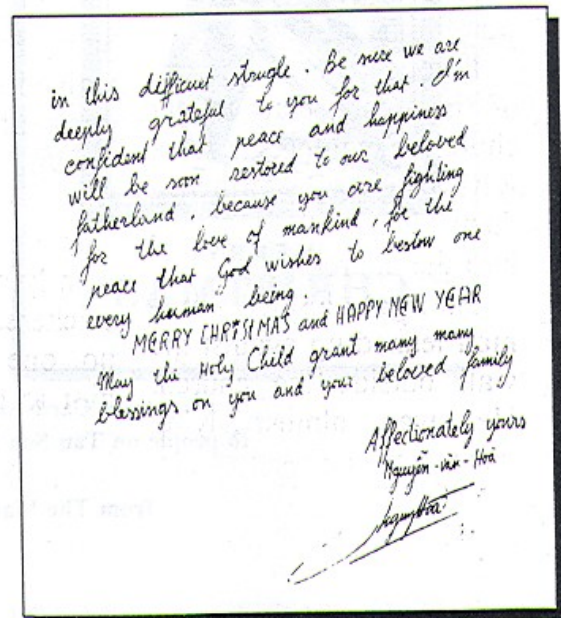 in this difficult strugle. Be sure we are
deeply grateful to you for that. I'm
confident that peace and happiness
will be soon restored to our beloved
fatherland, because you are fighting
for the love of mankind, for the
peace that God wishes to bestow one
every human being.
MERRY CHRISTMAS and HAPPY NEW YEAR
May the Holy Child grant many many
blessings on you and your beloved family
Affectionately yours
Nguyễn-văn-Hoà